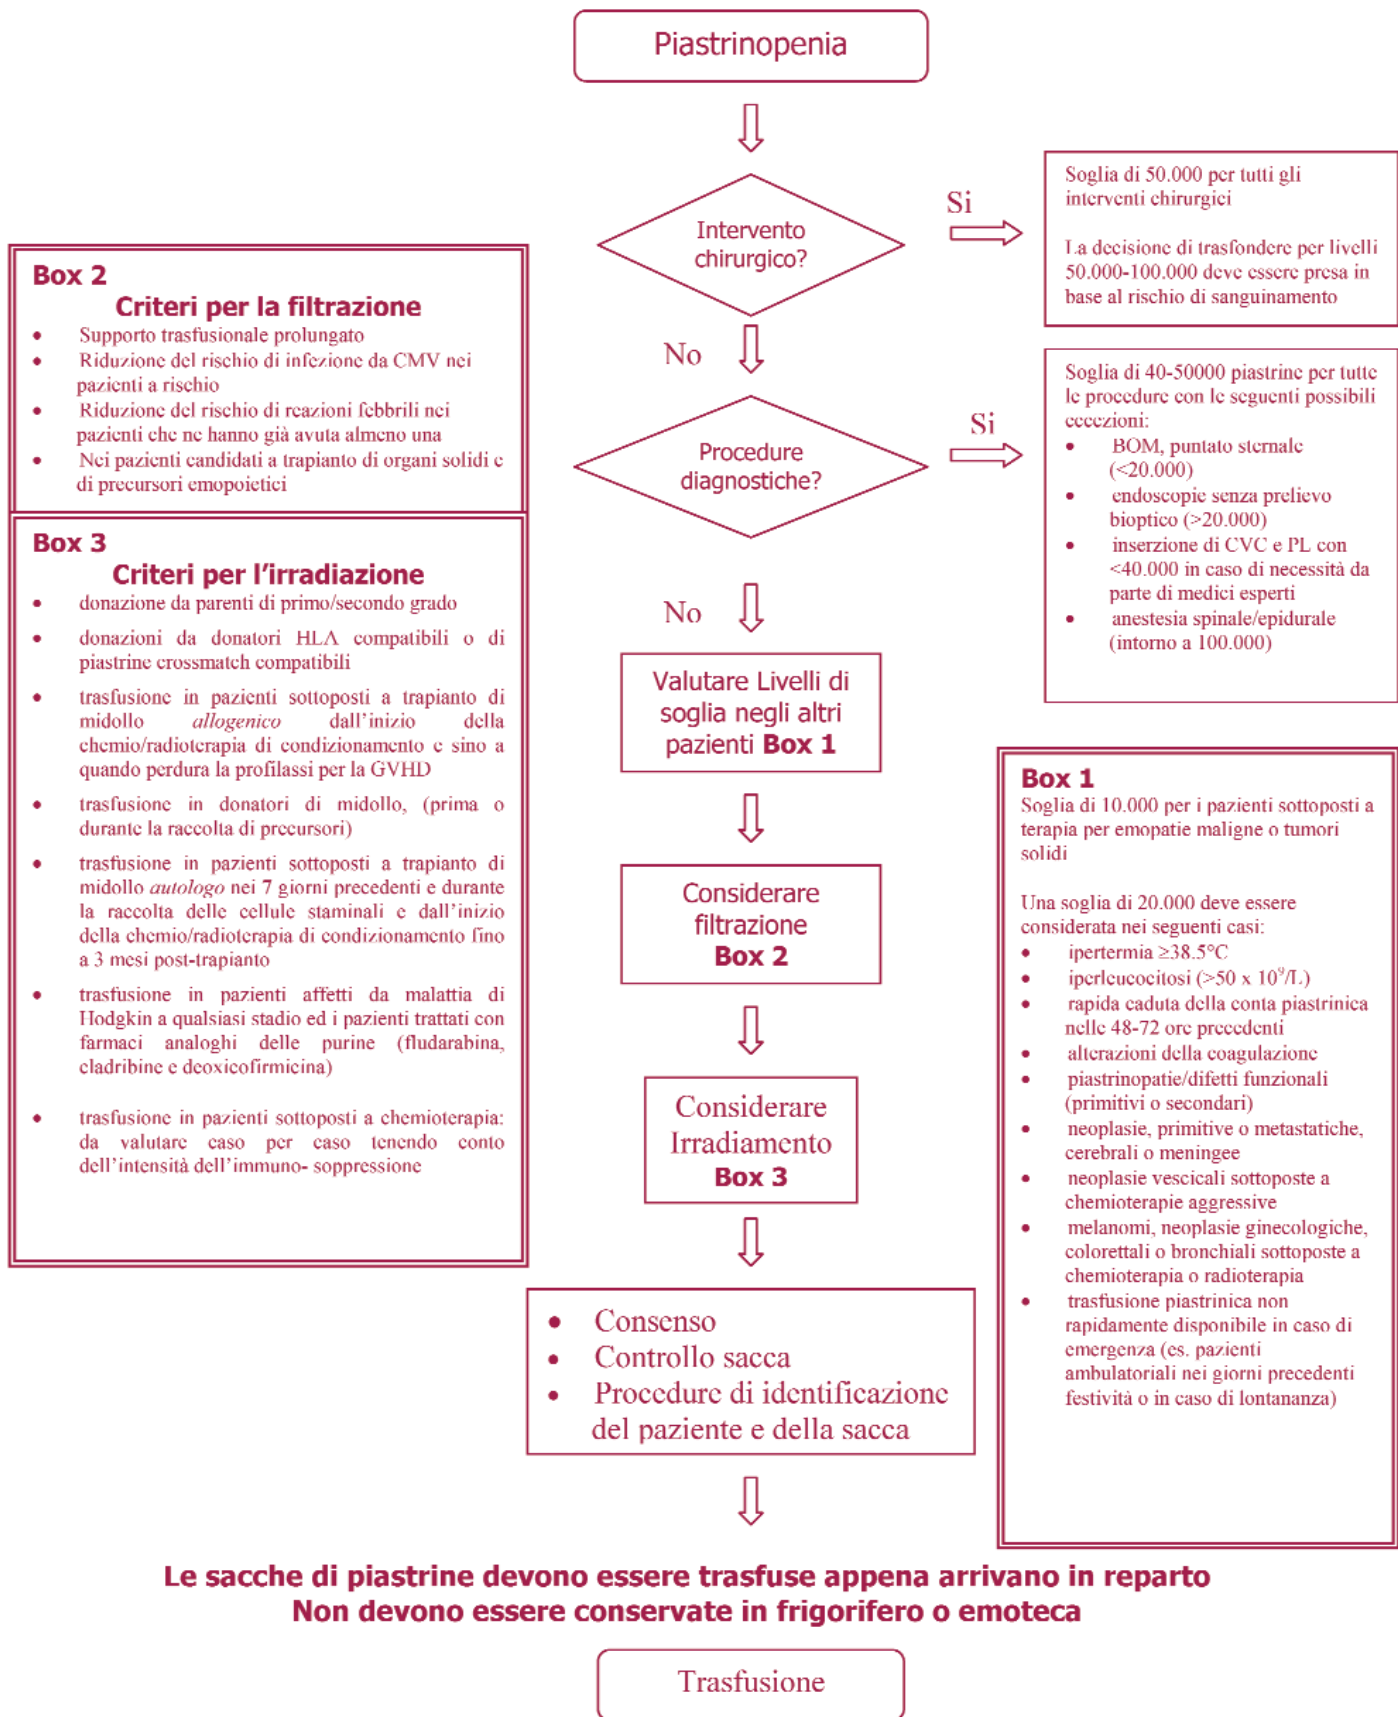 Piastrinopenia
Intervento
chirurgico?
Si
Soglia di 50.000 per tutti gli
interventi chirurgici
La decisione di trasfondere per livelli
50.000-100.000 deve essere presa in
base al rischio di sanguinamento
No
Procedure
diagnostiche?
Si
Soglia di 40-50000 piastrine per tutte
le procedure con le seguenti possibili
eccezioni:
• BOM, puntato sternale
(<20.000)
• endoscopie senza prelievo
bioptico (>20.000)
• inserzione di CVC e PL con
<40.000 in caso di necessità da
parte di medici esperti
• anestesia spinale/epidurale
(intorno a 100.000)
No
Valutare Livelli di
soglia negli altri
pazienti Box 1
Considerare
filtrazione
Box 2
Considerare
Irradiamento
Box 3
• Consenso
• Controllo sacca
• Procedure di identificazione
del paziente e della sacca
Box 2
Criteri per la filtrazione
• Supporto trasfusionale prolungato
• Riduzione del rischio di infezione da CMV nei
pazienti a rischio
• Riduzione del rischio di reazioni febbrili nei
pazienti che ne hanno già avuta almeno una
• Nei pazienti candidati a trapianto di organi solidi e
di precursori emopoietici
Box 3
Criteri per l'irradiazione
• donazione da parenti di primo/secondo grado
• donazioni da donatori HLA compatibili o di
piastrine crossmatch compatibili
• trasfusione in pazienti sottoposti a trapianto di
midollo allogenico dall'inizio della
chemio/radioterapia di condizionamento e sino a
quando perdura la profilassi per la GVHD
• trasfusione in donatori di midollo, (prima o
durante la raccolta di precursori)
• trasfusione in pazienti sottoposti a trapianto di
midollo autologo nei 7 giorni precedenti e durante
la raccolta delle cellule staminali e dall'inizio
della chemio/radioterapia di condizionamento fino
a 3 mesi post-trapianto
• trasfusione in pazienti affetti da malattia di
Hodgkin a qualsiasi stadio ed i pazienti trattati con
farmaci analoghi delle purine (fludarabina,
cladribine e deoxicofirmicina)
• trasfusione in pazienti sottoposti a chemioterapia:
da valutare caso per caso tenendo conto
dell'intensità dell'immuno- soppressione
Box 1
Soglia di 10.000 per i pazienti sottoposti a
terapia per emopatie maligne o tumori
solidi
Una soglia di 20.000 deve essere
considerata nei seguenti casi:
• ipertermia ≥38.5°C
• iperleucocitosi (>50 x 10⁹/L)
• rapida caduta della conta piastrinica
nelle 48-72 ore precedenti
• alterazioni della coagulazione
• piastrinopatie/difetti funzionali
(primitivi o secondari)
• neoplasie, primitive o metastatiche,
cerebrali o meningee
• neoplasie vescicali sottoposte a
chemioterapie aggressive
• melanomi, neoplasie ginecologiche,
colorettali o bronchiali sottoposte a
chemioterapia o radioterapia
• trasfusione piastrinica non
rapidamente disponibile in caso di
emergenza (es. pazienti
ambulatoriali nei giorni precedenti
festività o in caso di lontananza)
Le sacche di piastrine devono essere trasfuse appena arrivano in reparto
Non devono essere conservate in frigorifero o emoteca
Trasfusione